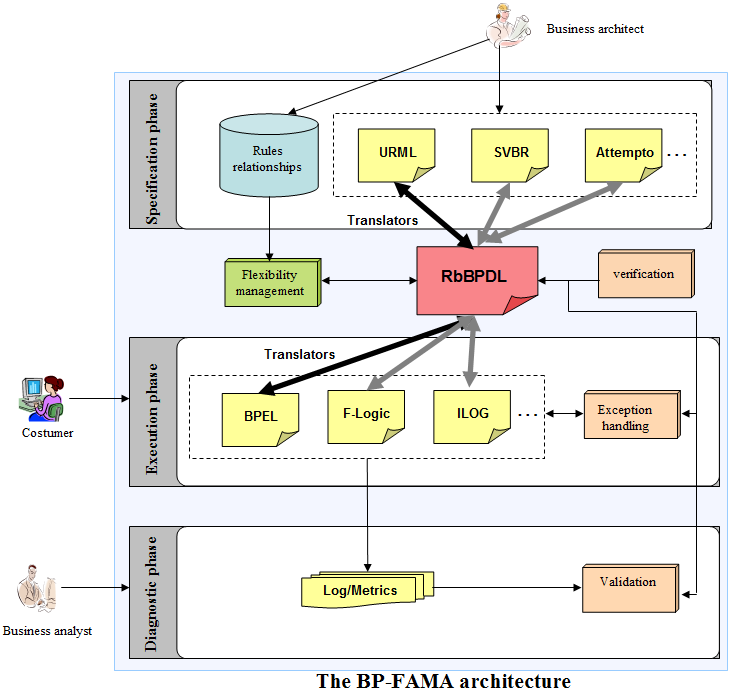 Business architect
Specification phase
Rules
relationships
URML
SVBR
Attempto
...
Translators
Flexibility
management
RbBPDL
verification
Execution phase
Translators
BPEL
F-Logic
ILOG
...
Exception
handling
Costumer
Diagnostic phase
Log/Metrics
Validation
Business analyst
The BP-FAMA architecture